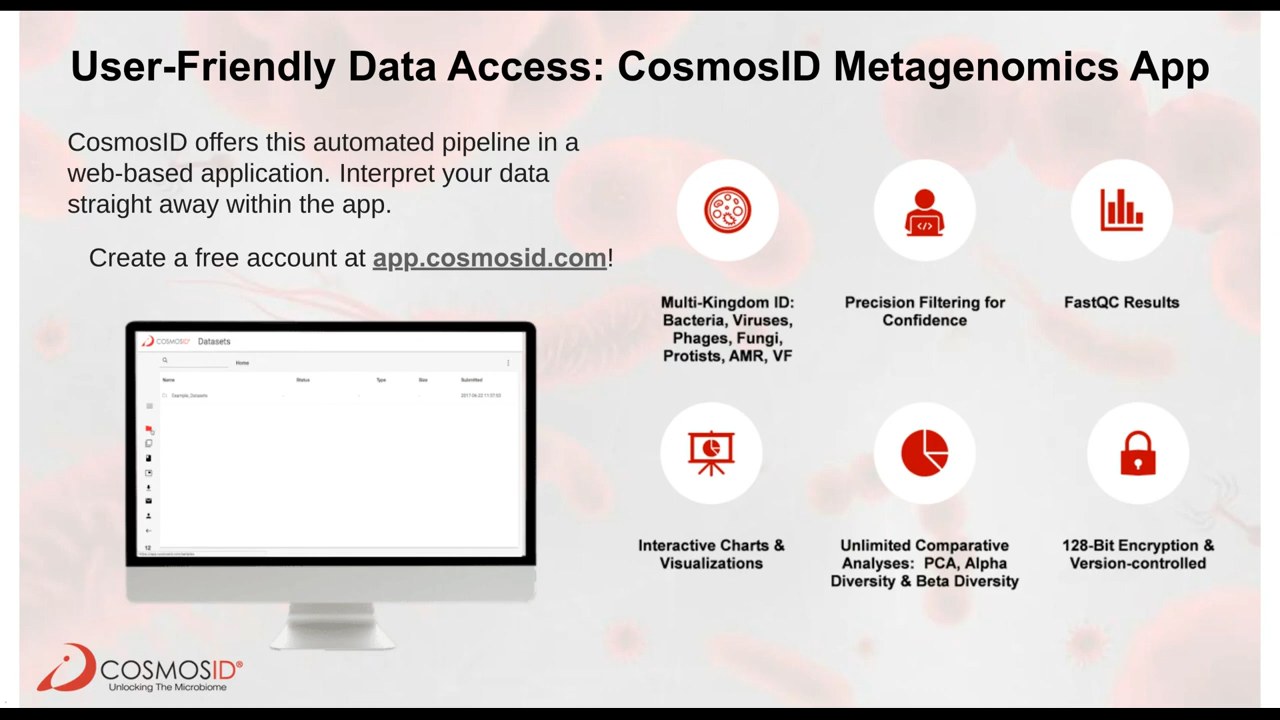 User-Friendly Data Access: CosmosID Metagenomics App
CosmosID offers this automated pipeline in a
web-based application. Interpret your data
straight away within the app.
Create a free account at app.cosmosid.com!
COSMOSID® Datasets
Home
Name Status Type Size Submitted
Example_Datasets
12
Multi-Kingdom ID:
Bacteria, Viruses,
Phages, Fungi,
Protists, AMR, VF
Precision Filtering for
Confidence
FastQC Results
Interactive Charts &
Visualizations
Unlimited Comparative
Analyses: PCA, Alpha
Diversity & Beta Diversity
128-Bit Encryption &
Version-controlled
COSMOSID®
Unlocking The Microbiome